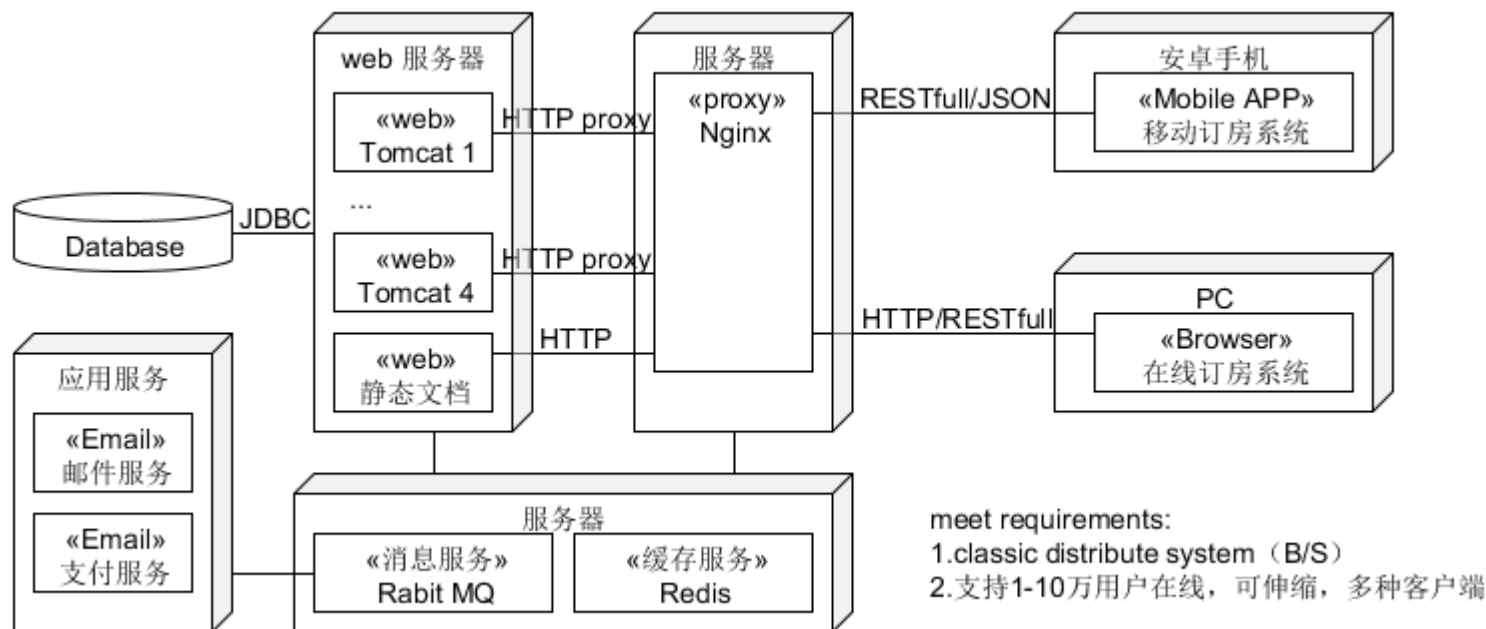 web 服务器
«web»
Tomcat 1
...
«web»
Tomcat 4
«web»
静态文档
HTTP proxy
HTTP proxy
HTTP
服务器
«proxy»
Nginx
RESTfull/JSON
HTTP/RESTfull
安卓手机
«Mobile APP»
移动订房系统
PC
«Browser»
在线订房系统
JDBC
Database
应用服务
«Email»
邮件服务
«Email»
支付服务
服务器
«消息服务»
Rabit MQ
«缓存服务»
Redis
meet requirements:
1.classic distribute system（B/S）
2.支持1-10万用户在线，可伸缩，多种客户端